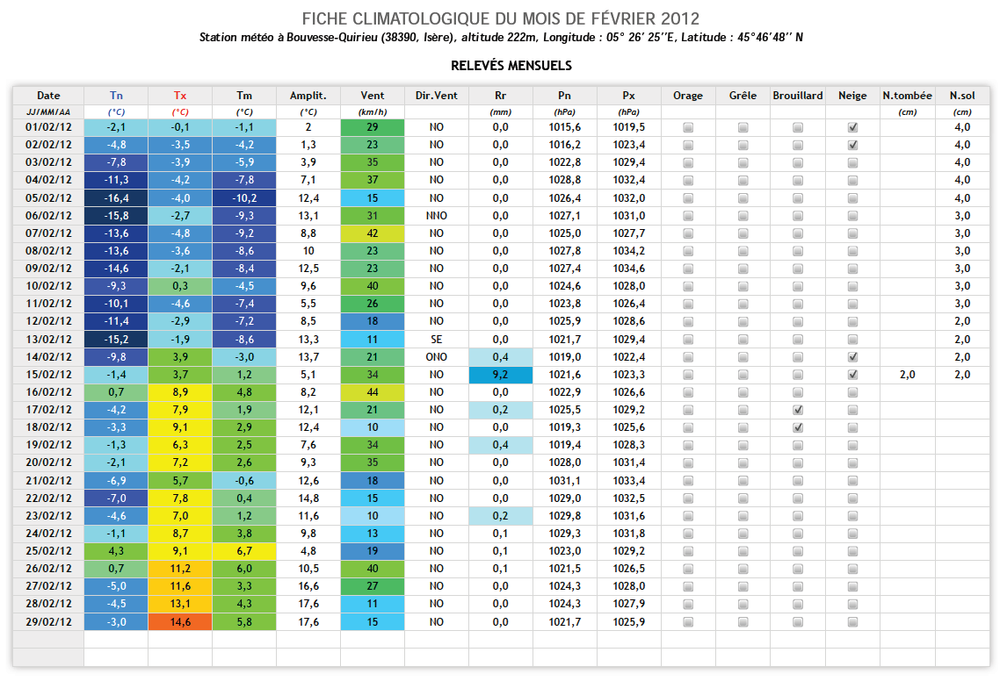 FICHE CLIMATOLOGIQUE DU MOIS DE FÉVRIER 2012
Station météo à Bouvesse-Quirieu (38390, Isère), altitude 222m, Longitude : 05° 26' 25''E, Latitude : 45°46'48'' N
RELEVÉS MENSUELS
Date Tn Tx Tm Amplit. Vent Dir.Vent Rr Pn Px Orage Grêle Brouillard Neige N.tombée N.sol
JJ/MM/AA (°C) (°C) (°C) (°C) (km/h) (mm) (hPa) (hPa) (cm) (cm)
01/02/12 -2,1 -0,1 -1,1 2 29 NO 0,0 1015,6 1019,5 4,0
02/02/12 -4,8 -3,5 -4,2 1,3 23 NO 0,0 1016,2 1023,4 4,0
03/02/12 -7,8 -3,9 -5,9 3,9 35 NO 0,0 1022,8 1029,4 4,0
04/02/12 -11,3 -4,2 -7,8 7,1 37 NO 0,0 1028,8 1032,4 4,0
05/02/12 -16,4 -4,0 -10,2 12,4 15 NO 0,0 1026,4 1032,0 4,0
06/02/12 -15,8 -2,7 -9,3 13,1 31 NNO 0,0 1027,1 1031,0 3,0
07/02/12 -13,6 -4,8 -9,2 8,8 42 NO 0,0 1025,0 1027,7 3,0
08/02/12 -13,6 -3,6 -8,6 10 23 NO 0,0 1027,8 1034,2 3,0
09/02/12 -14,6 -2,1 -8,4 12,5 23 NO 0,0 1027,4 1034,6 3,0
10/02/12 -9,3 0,3 -4,5 9,6 40 NO 0,0 1024,6 1028,0 3,0
11/02/12 -10,1 -4,6 -7,4 5,5 26 NO 0,0 1023,8 1026,4 3,0
12/02/12 -11,4 -2,9 -7,2 8,5 18 NO 0,0 1025,9 1028,6 2,0
13/02/12 -15,2 -1,9 -8,6 13,3 11 SE 0,0 1021,7 1029,4 2,0
14/02/12 -9,8 3,9 -3,0 13,7 21 ONO 0,4 1019,0 1022,4 2,0
15/02/12 -1,4 3,7 1,2 5,1 34 NO 9,2 1021,6 1023,3 2,0 2,0
16/02/12 0,7 8,9 4,8 8,2 44 NO 0,0 1022,9 1026,6
17/02/12 -4,2 7,9 1,9 12,1 21 NO 0,2 1025,5 1029,2
18/02/12 -3,3 9,1 2,9 12,4 10 NO 0,0 1019,3 1025,6
19/02/12 -1,3 6,3 2,5 7,6 34 NO 0,4 1019,4 1028,3
20/02/12 -2,1 7,2 2,6 9,3 35 NO 0,0 1028,0 1031,4
21/02/12 -6,9 5,7 -0,6 12,6 18 NO 0,0 1031,1 1033,4
22/02/12 -7,0 7,8 0,4 14,8 15 NO 0,0 1029,0 1032,5
23/02/12 -4,6 7,0 1,2 11,6 10 NO 0,2 1029,8 1031,6
24/02/12 -1,1 8,7 3,8 9,8 13 NO 0,1 1029,3 1031,8
25/02/12 4,3 9,1 6,7 4,8 19 NO 0,1 1023,0 1029,2
26/02/12 0,7 11,2 6,0 10,5 40 NO 0,1 1021,5 1026,5
27/02/12 -5,0 11,6 3,3 16,6 27 NO 0,0 1024,3 1028,0
28/02/12 -4,5 13,1 4,3 17,6 11 NO 0,0 1024,3 1027,9
29/02/12 -3,0 14,6 5,8 17,6 15 NO 0,0 1021,7 1025,9